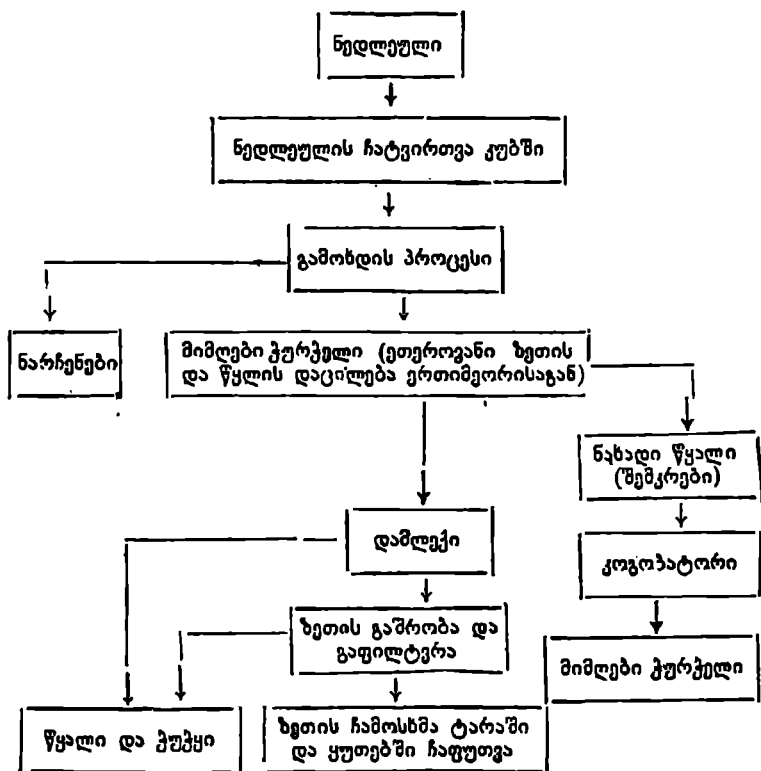 ნედლეული
ნედლეულის ჩატვირთვა კუბში
გამოხდის პროცესი
ნარჩენები
მიმღები ჭურჭელი (ეთეროვანი ზეთის
და წყლის დაცილება ერთიმეორისაგან)
ნახადი წყალი
(შემკრები)
დამლექი
კოგობატორი
ზეთის გაშრობა და
გაფილტვრა
მიმღები ჭურჭელი
წყალი და ჭუჭყი
ზეთის ჩამოსხმა ტარაში
და ყუთებში ჩაფუთვა